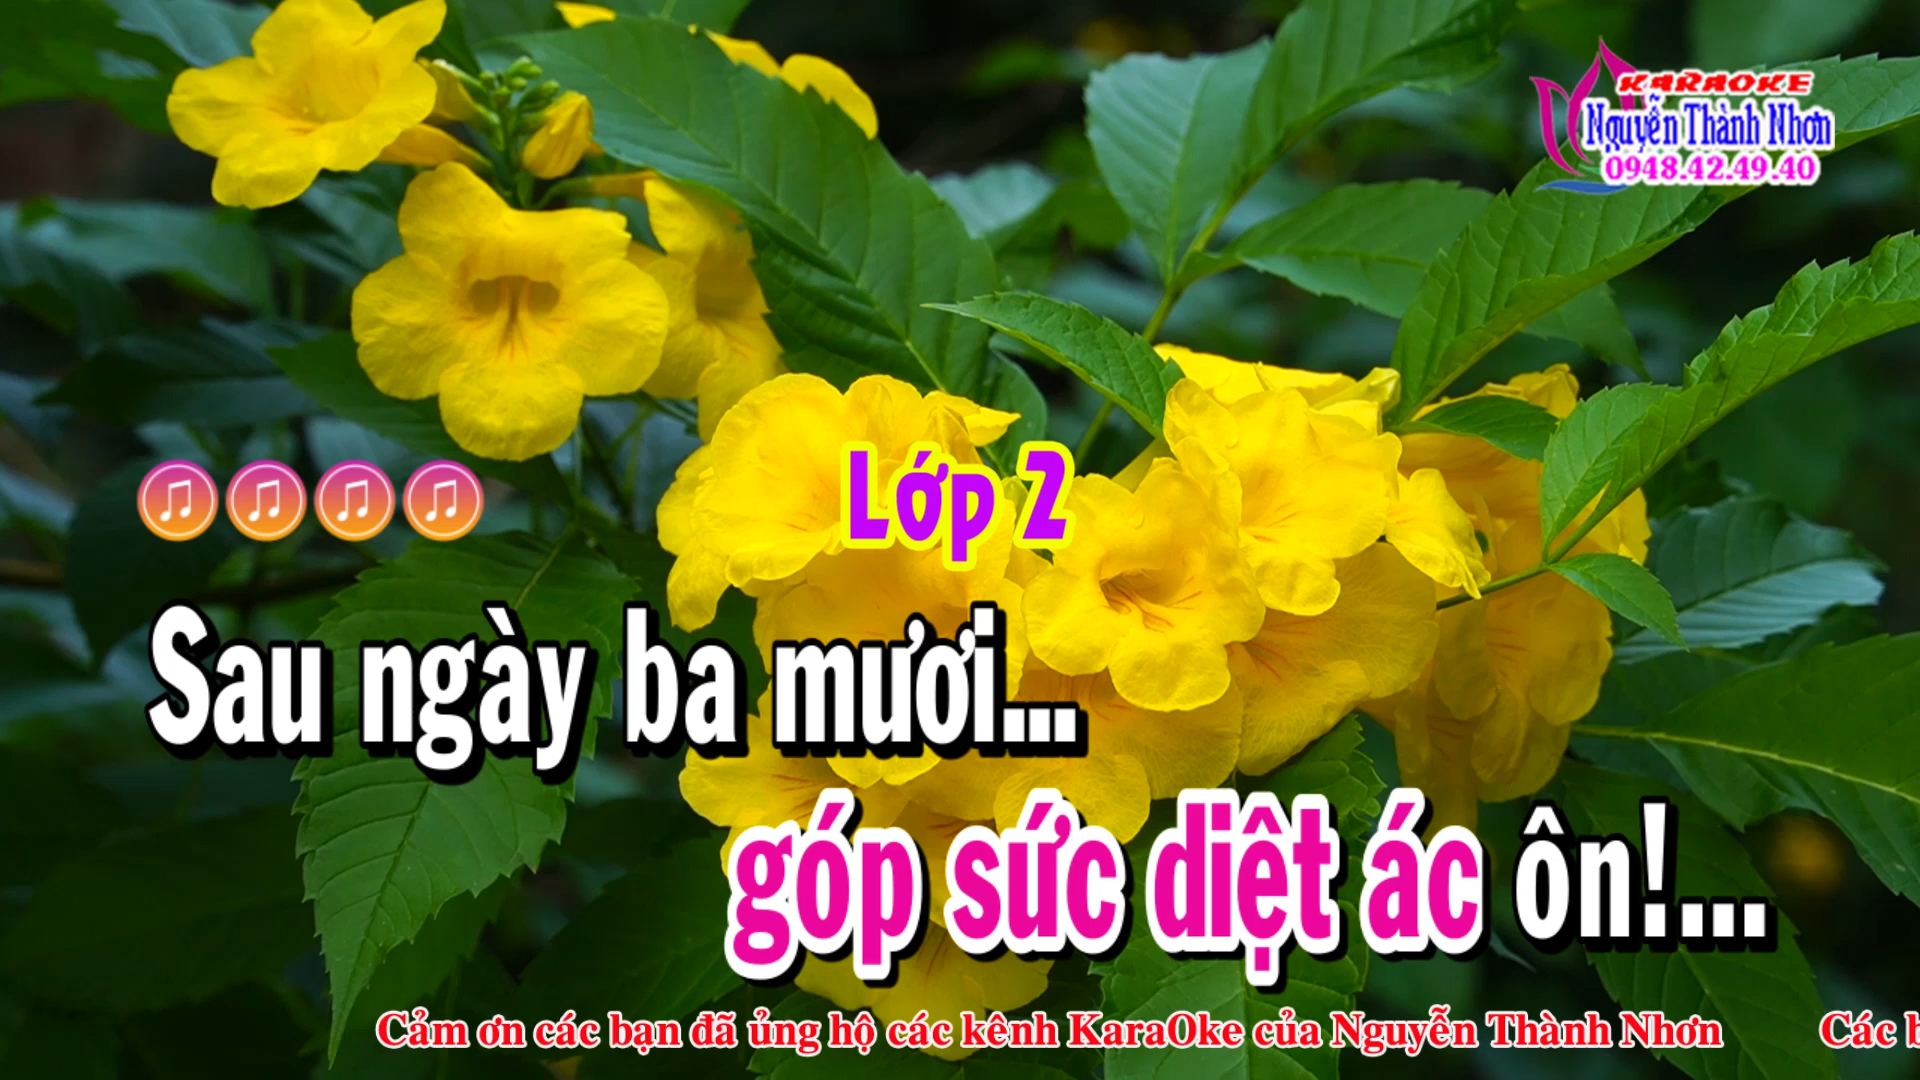 KARAOKE
Nguyễn Thành Nhơn
0948.42.49.40
Lớp 2
Sau ngày ba mươi...
góp sức diệt ác ôn!...
Cảm ơn các bạn đã ủng hộ các kênh KaraOke của Nguyễn Thành Nhơn Các